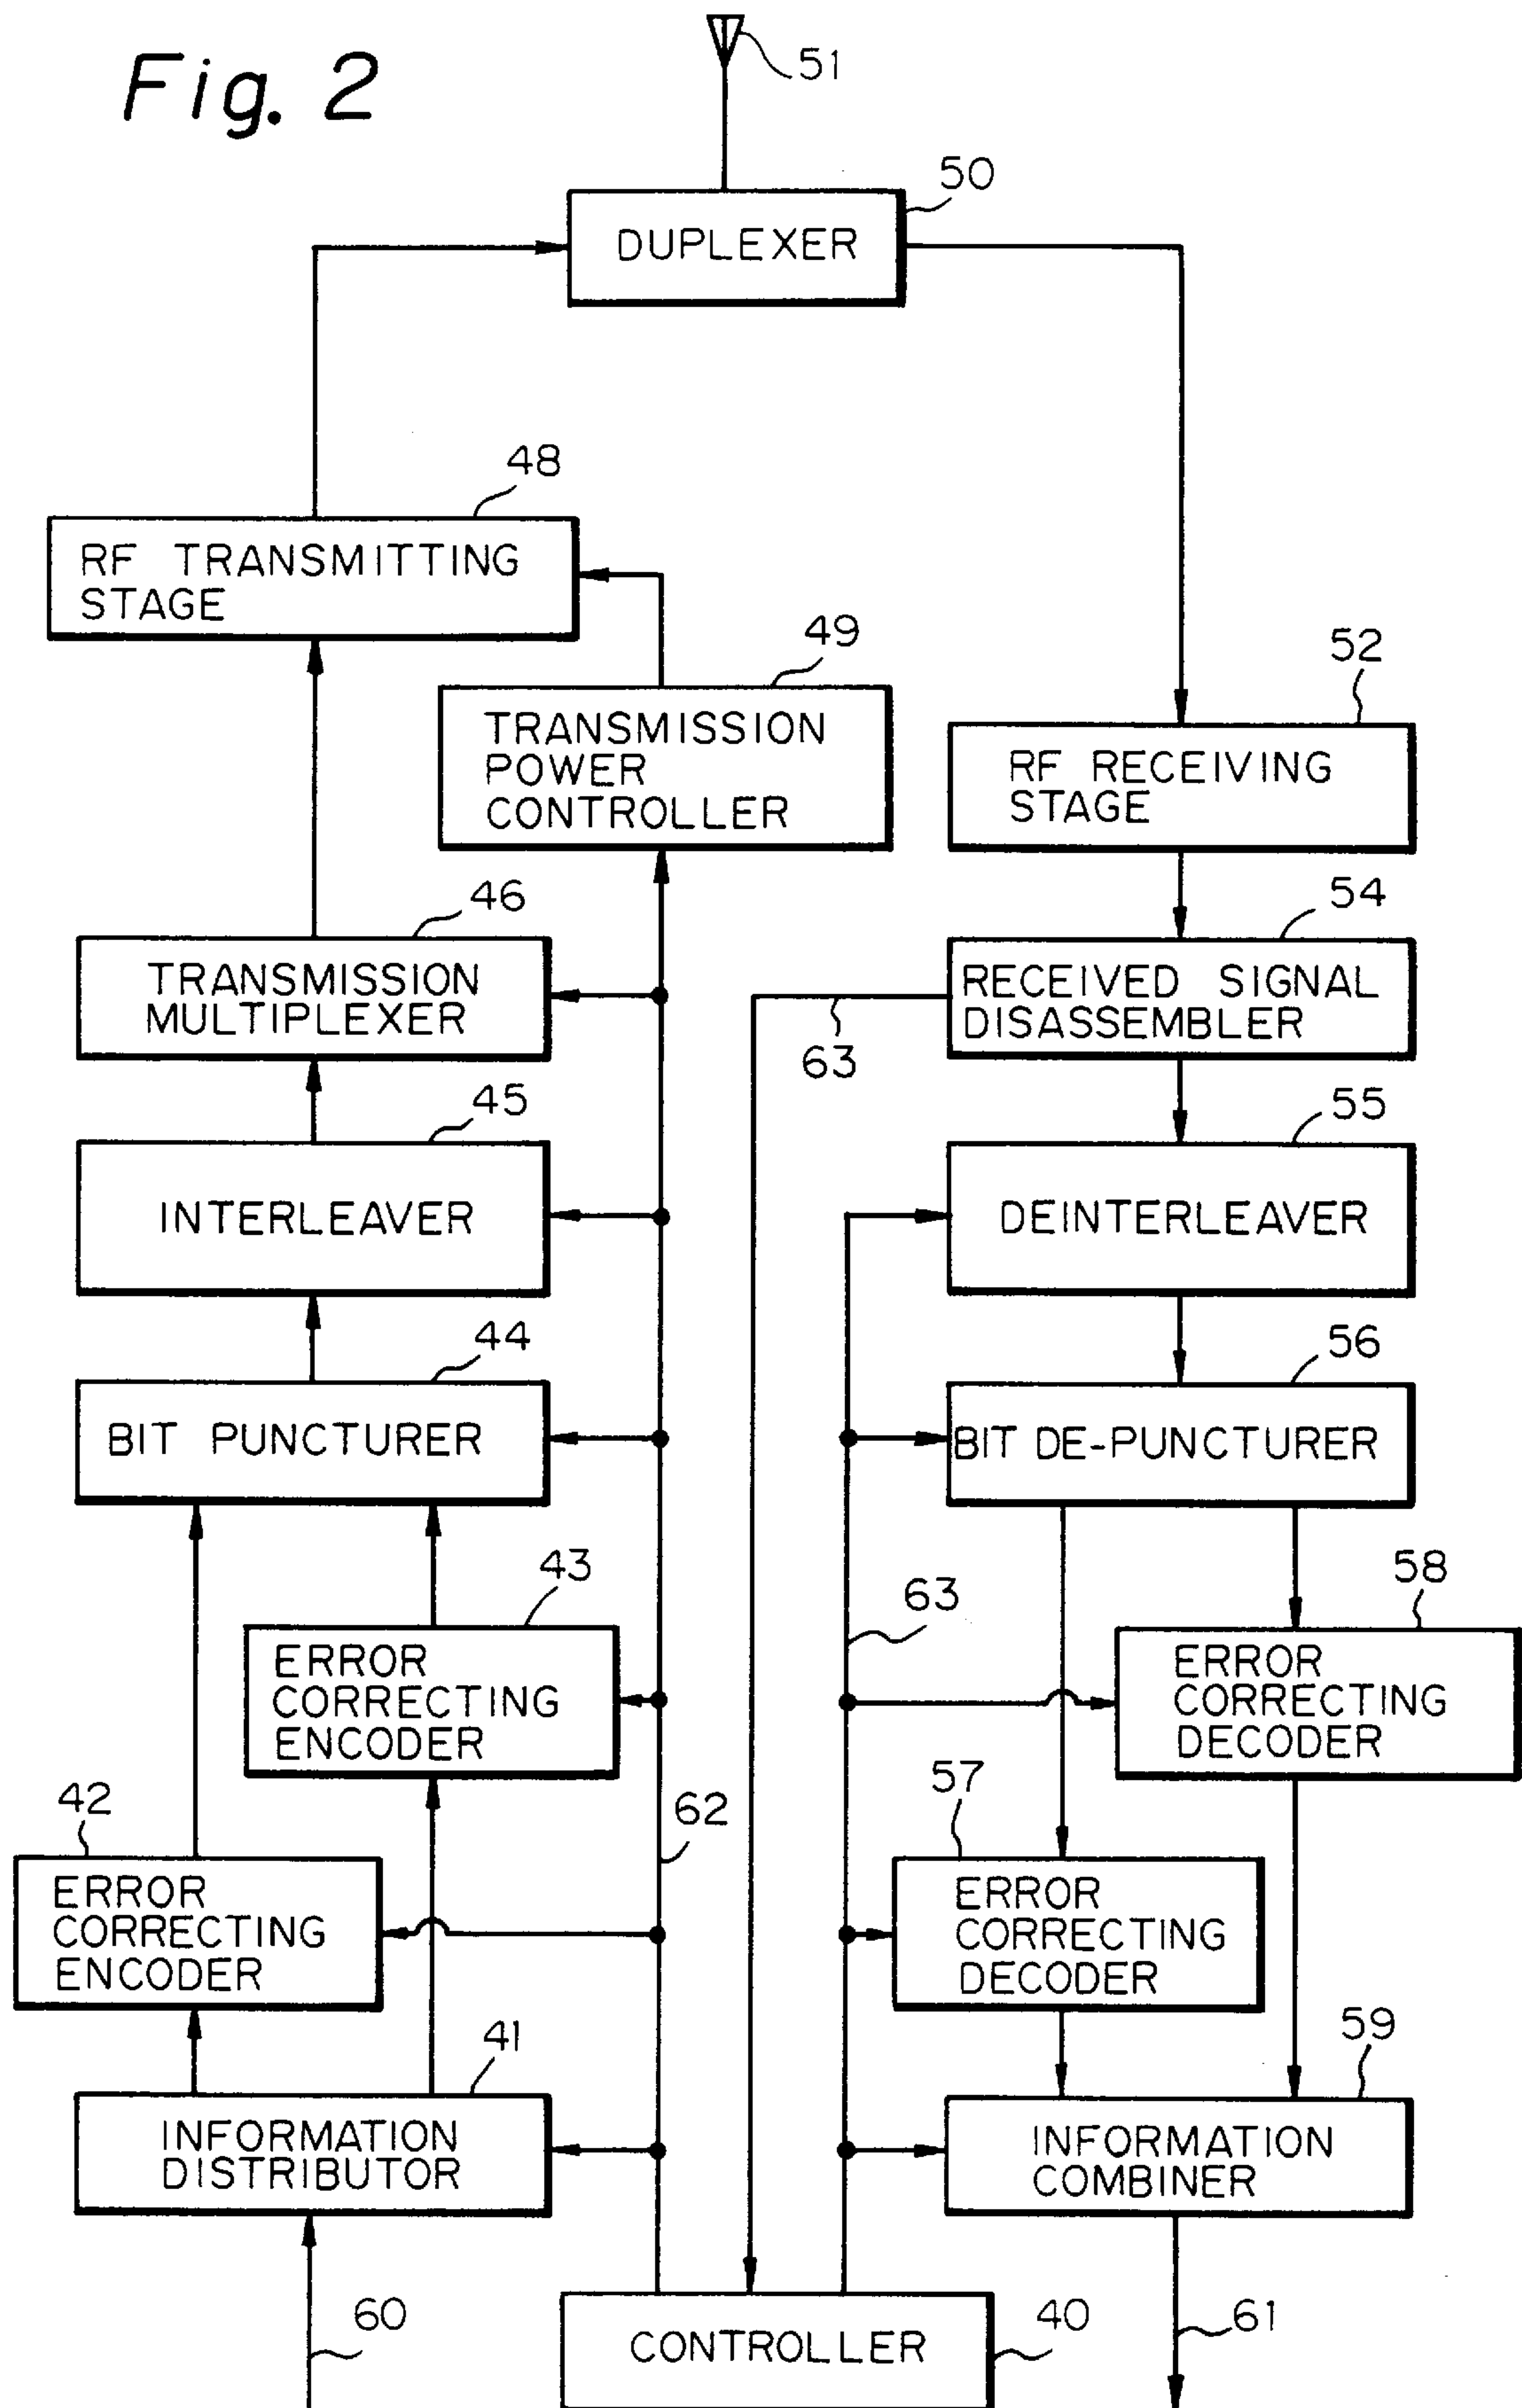 Fig. 2
51
50
DUPLEXER
48
RF TRANSMITTING
STAGE
49
TRANSMISSION
POWER
CONTROLLER
52
RF RECEIVING
STAGE
46
TRANSMISSION
MULTIPLEXER
54
RECEIVED SIGNAL
DISASSEMBLER
63
45
INTERLEAVER
55
DEINTERLEAVER
44
BIT PUNCTURER
56
BIT DE-PUNCTURER
43
ERROR
CORRECTING
ENCODER
63
58
ERROR
CORRECTING
DECODER
42
ERROR
CORRECTING
ENCODER
62
57
ERROR
CORRECTING
DECODER
41
INFORMATION
DISTRIBUTOR
59
INFORMATION
COMBINER
60
CONTROLLER
40
61